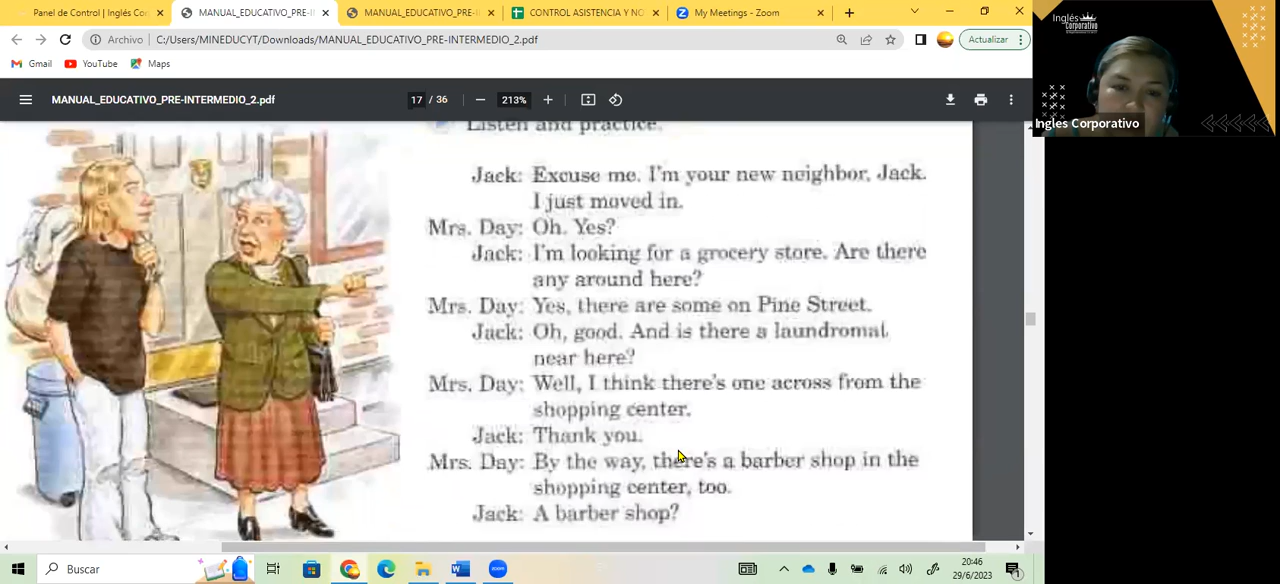 Panel de Control | Inglés Co
MANUAL_EDUCATIVO_PRE-I
MANUAL_EDUCATIVO_PRE-I
CONTROL ASISTENCIA Y NO
My Meetings - Zoom
Archivo
C:/Users/MINEDUCYT/Downloads/MANUAL_EDUCATIVO_PRE-INTERMEDIO_2.pdf
Actualizar
Gmail
YouTube
Maps
MANUAL_EDUCATIVO_PRE-INTERMEDIO_2.pdf
17 / 36
213%
Listen and practice.
Jack: Excuse me. I'm your new neighbor, Jack.
I just moved in.
Mrs. Day: Oh. Yes?
Jack: I'm looking for a grocery store. Are there
any around here?
Mrs. Day: Yes, there are some on Pine Street.
Jack: Oh, good. And is there a laundromat
near here?
Mrs. Day: Well, I think there's one across from the
shopping center.
Jack: Thank you.
Mrs. Day: By the way, there's a barber shop in the
shopping center, too.
Jack: A barber shop?
Inglés
Corporativo
Ingles Corporativo
Buscar
20:46
29/6/2023
1